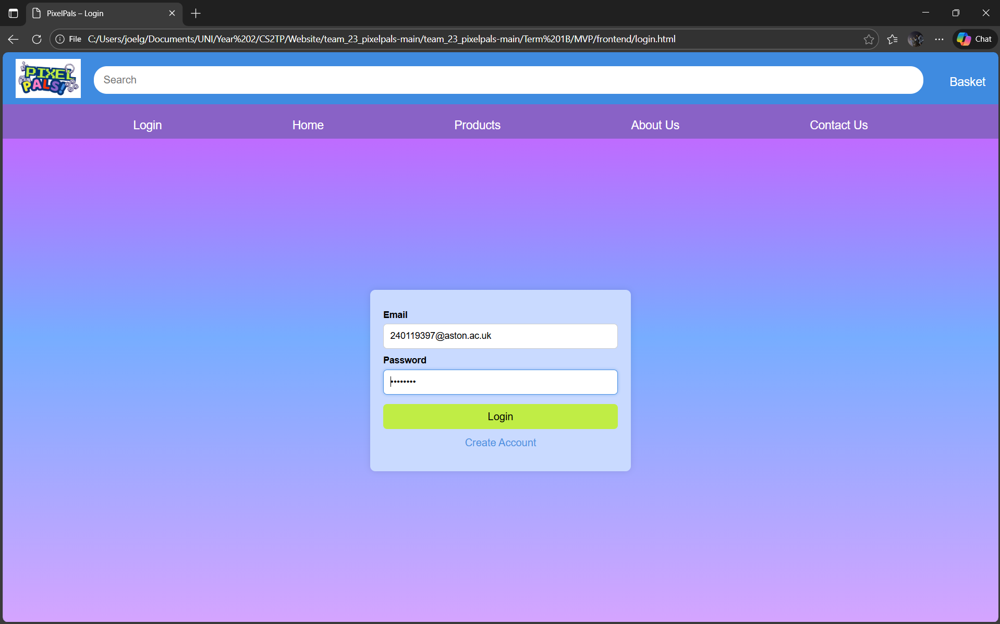 PixelPals – Login
File C:/Users/joelg/Documents/UNI/Year%202/CS2TP/Website/team_23_pixelpals-main/team_23_pixelpals-main/Term%201B/MVP/frontend/login.html
Chat
PIXEL
PALS!
Search
Basket
Login Home Products About Us Contact Us
Email
240119397@aston.ac.uk
Password
••••••••
Login
Create Account